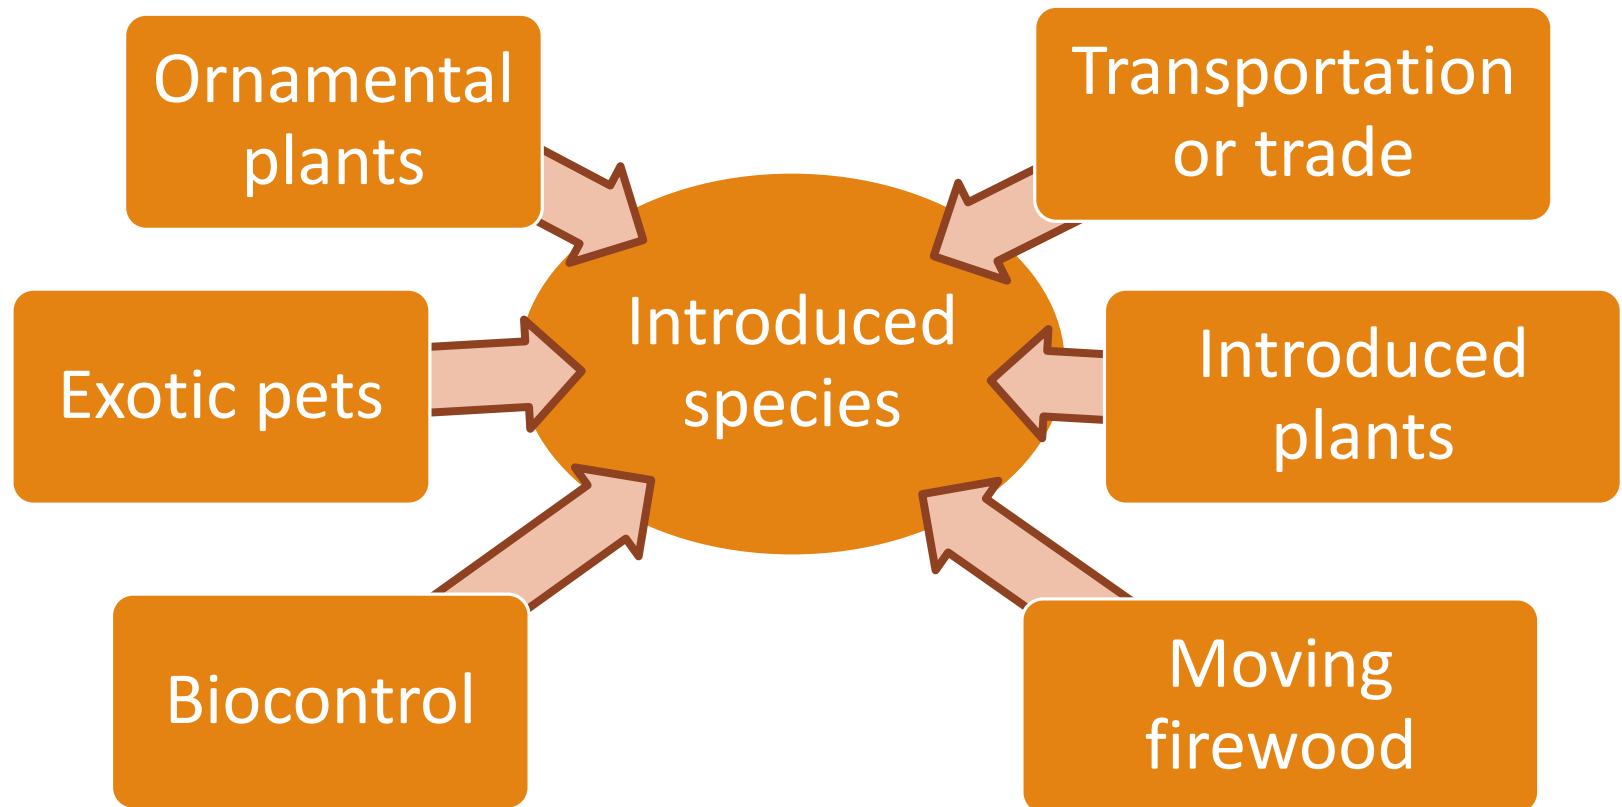 Ornamental
plants
Transportation
or trade
Introduced
species
Exotic pets
Introduced
plants
Biocontrol
Moving
firewood